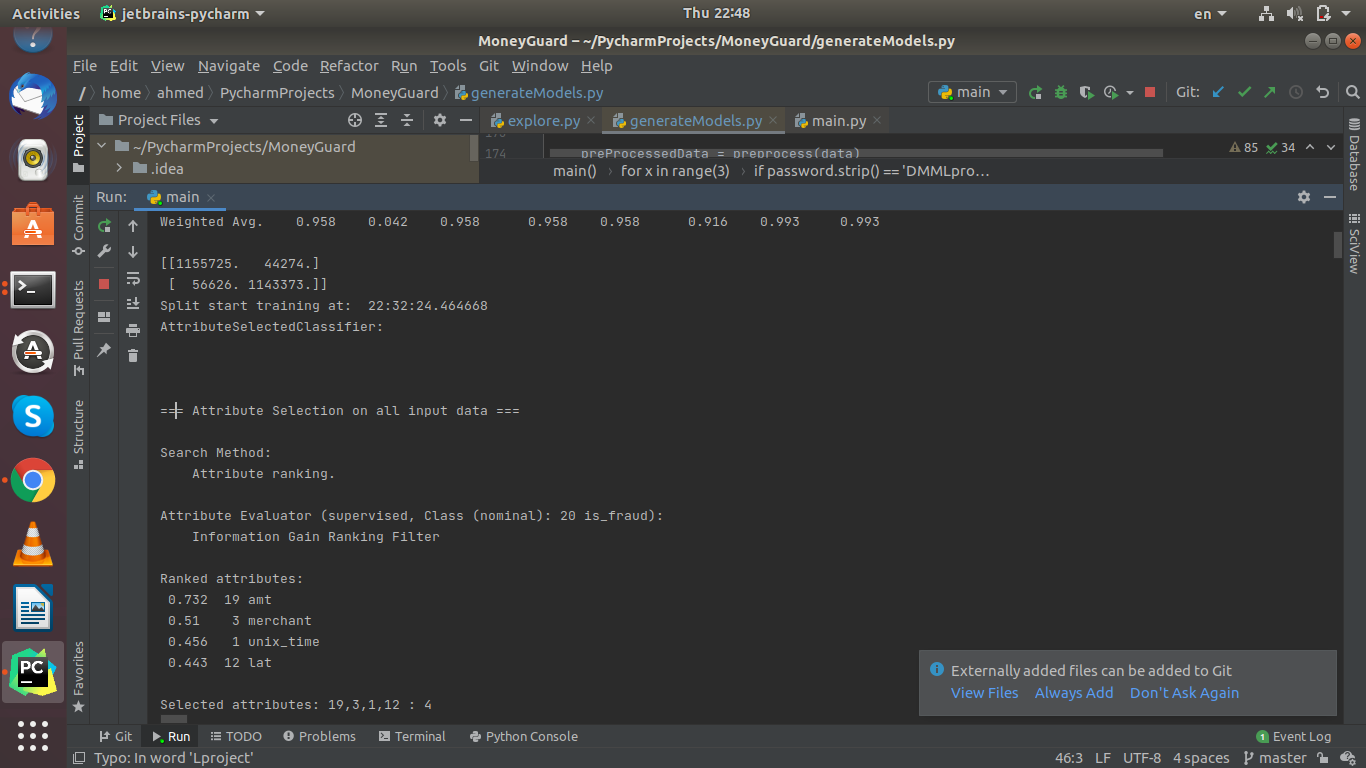 Activities jetbrains-pycharm Thu 22:48 en
MoneyGuard – ~/PycharmProjects/MoneyGuard/generateModels.py
File Edit View Navigate Code Refactor Run Tools Git Window Help
/ home ahmed PycharmProjects MoneyGuard generateModels.py main Git:
Project Files explore.py generateModels.py main.py
~/PycharmProjects/MoneyGuard 174 preProcessedData = preprocess(data) 85 34
.idea main() for x in range(3) if password.strip() == 'DMMLpro...
Run: main
Weighted Avg. 0.958 0.042 0.958 0.958 0.958 0.916 0.993 0.993
[[1155725. 44274.]
[ 56626. 1143373.]]
Split start training at: 22:32:24.464668
AttributeSelectedClassifier:
=== Attribute Selection on all input data ===
Search Method:
Attribute ranking.
Attribute Evaluator (supervised, Class (nominal): 20 is_fraud):
Information Gain Ranking Filter
Ranked attributes:
0.732 19 amt
0.51 3 merchant
0.456 1 unix_time
0.443 12 lat
Selected attributes: 19,3,1,12 : 4
Project
Commit
Pull Requests
Structure
Favorites
Database
SciView
Externally added files can be added to Git
View Files Always Add Don't Ask Again
Git Run TODO Problems Terminal Python Console 1 Event Log
Typo: In word 'Lproject' 46:3 LF UTF-8 4 spaces master